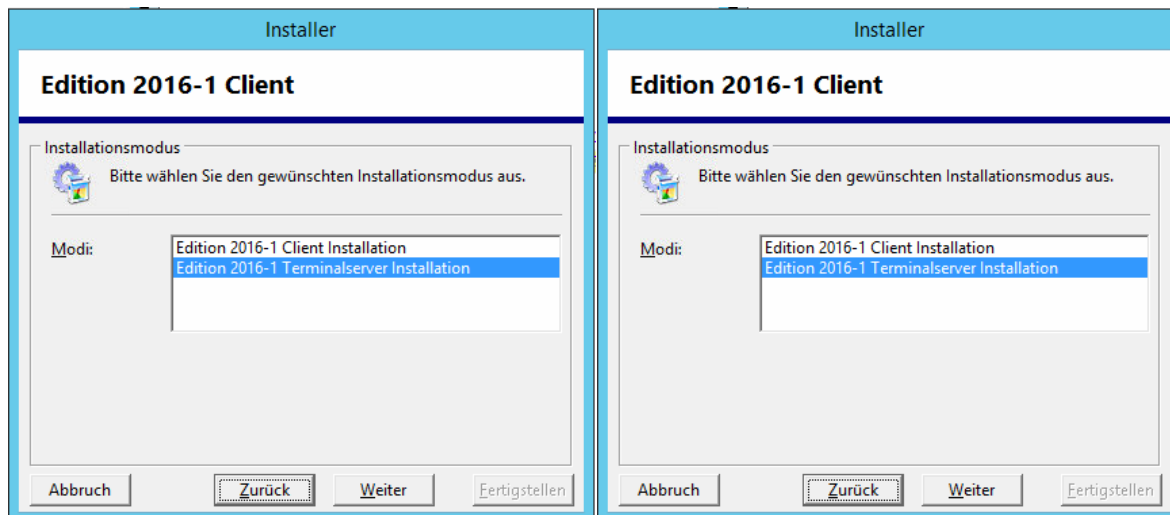 Installer
Edition 2016-1 Client
Installationsmodus
Bitte wählen Sie den gewünschten Installationsmodus aus.
Modi:
Edition 2016-1 Client Installation
Edition 2016-1 Terminalserver Installation
Abbruch
Zurück
Weiter
Fertigstellen
Installer
Edition 2016-1 Client
Installationsmodus
Bitte wählen Sie den gewünschten Installationsmodus aus.
Modi:
Edition 2016-1 Client Installation
Edition 2016-1 Terminalserver Installation
Abbruch
Zurück
Weiter
Fertigstellen